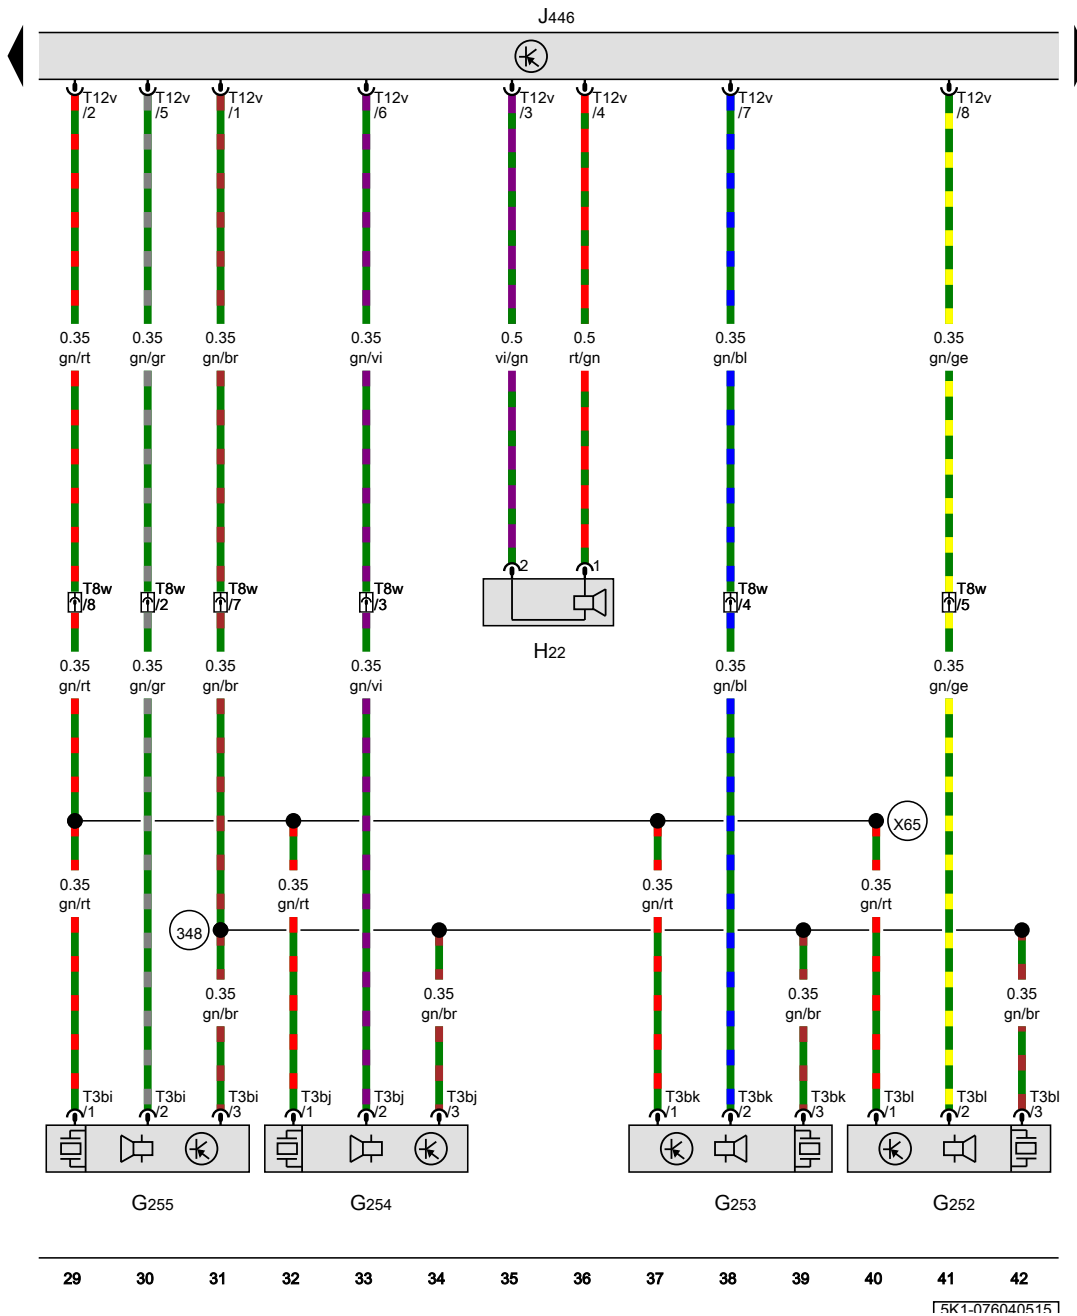 J446
T12v T12v T12v T12v T12v T12v T12v T12v
/2 /5 /1 /6 /3 /4 /7 /8
0.35 0.35 0.35 0.35 0.5 0.5 0.35 0.35
gn/rt gn/gr gn/br gn/vi vi/gn rt/gn gn/bl gn/ge
2 1
T8w T8w T8w T8w T8w T8w
/8 /2 /7 /3 /4 /5
H22
0.35 0.35 0.35 0.35 0.35 0.35
gn/rt gn/gr gn/br gn/vi gn/bl gn/ge
X65
0.35 0.35 0.35 0.35
gn/rt gn/rt gn/rt gn/rt
348
0.35 0.35 0.35 0.35
gn/br gn/br gn/br gn/br
T3bi T3bi T3bi T3bj T3bj T3bj T3bk T3bk T3bk T3bl T3bl T3bl
/1 /2 /3 /1 /2 /3 /1 /2 /3 /1 /2 /3
G255 G254 G253 G252
29 30 31 32 33 34 35 36 37 38 39 40 41 42
5K1-076040515